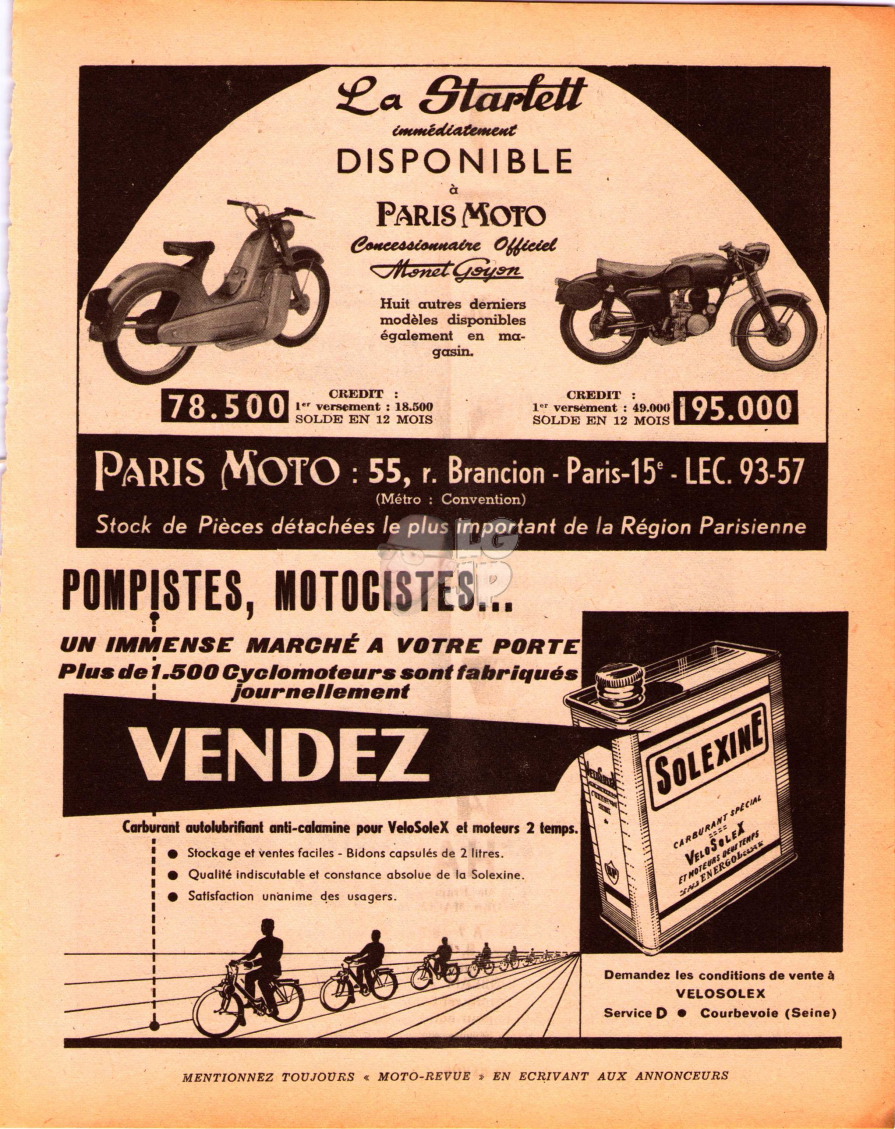 La Starlett
immédiatement
DISPONIBLE
à
PARIS MOTO
Concessionnaire Officiel
Monet Goyon
Huit autres derniers
modèles disponibles
également en ma-
gasin.
78.500
CREDIT :
1er versement : 18.500
SOLDE EN 12 MOIS
CREDIT :
1er versement : 49.000
SOLDE EN 12 MOIS
195.000
PARIS MOTO : 55, r. Brancion - Paris-15e - LEC. 93-57
(Métro : Convention)
Stock de Pièces détachées le plus important de la Région Parisienne
LG
POMPISTES, MOTOCISTES...
UN IMMENSE MARCHÉ A VOTRE PORTE
Plus de 1.500 Cyclomoteurs sont fabriqués
journellement
VENDEZ
SOLEXINE
CARBURANT SPÉCIAL
VELOSOLEX
ET MOTEURS DEUX TEMPS
ENERGOL
BP
Carburant autolubrifiant anti-calamine pour VeloSoleX et moteurs 2 temps.
● Stockage et ventes faciles - Bidons capsulés de 2 litres.
● Qualité indiscutable et constance absolue de la Solexine.
● Satisfaction unanime des usagers.
Demandez les conditions de vente à
VELOSOLEX
Service D ● Courbevoie (Seine)
MENTIONNEZ TOUJOURS « MOTO-REVUE » EN ECRIVANT AUX ANNONCEURS